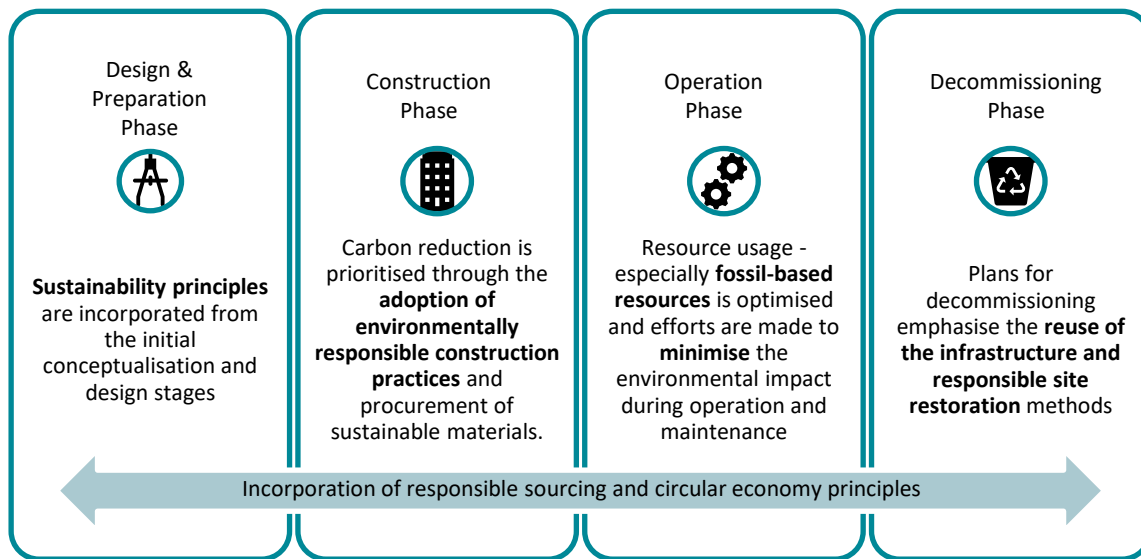 Design &
Preparation
Phase
Sustainability principles
are incorporated from
the initial
conceptualisation and
design stages
Construction
Phase
Carbon reduction is
prioritised through the
adoption of
environmentally
responsible construction
practices and
procurement of
sustainable materials.
Operation
Phase
Resource usage -
especially fossil-based
resources is optimised
and efforts are made to
minimise the
environmental impact
during operation and
maintenance
Decommissioning
Phase
Plans for
decommissioning
emphasise the reuse of
the infrastructure and
responsible site
restoration methods
Incorporation of responsible sourcing and circular economy principles